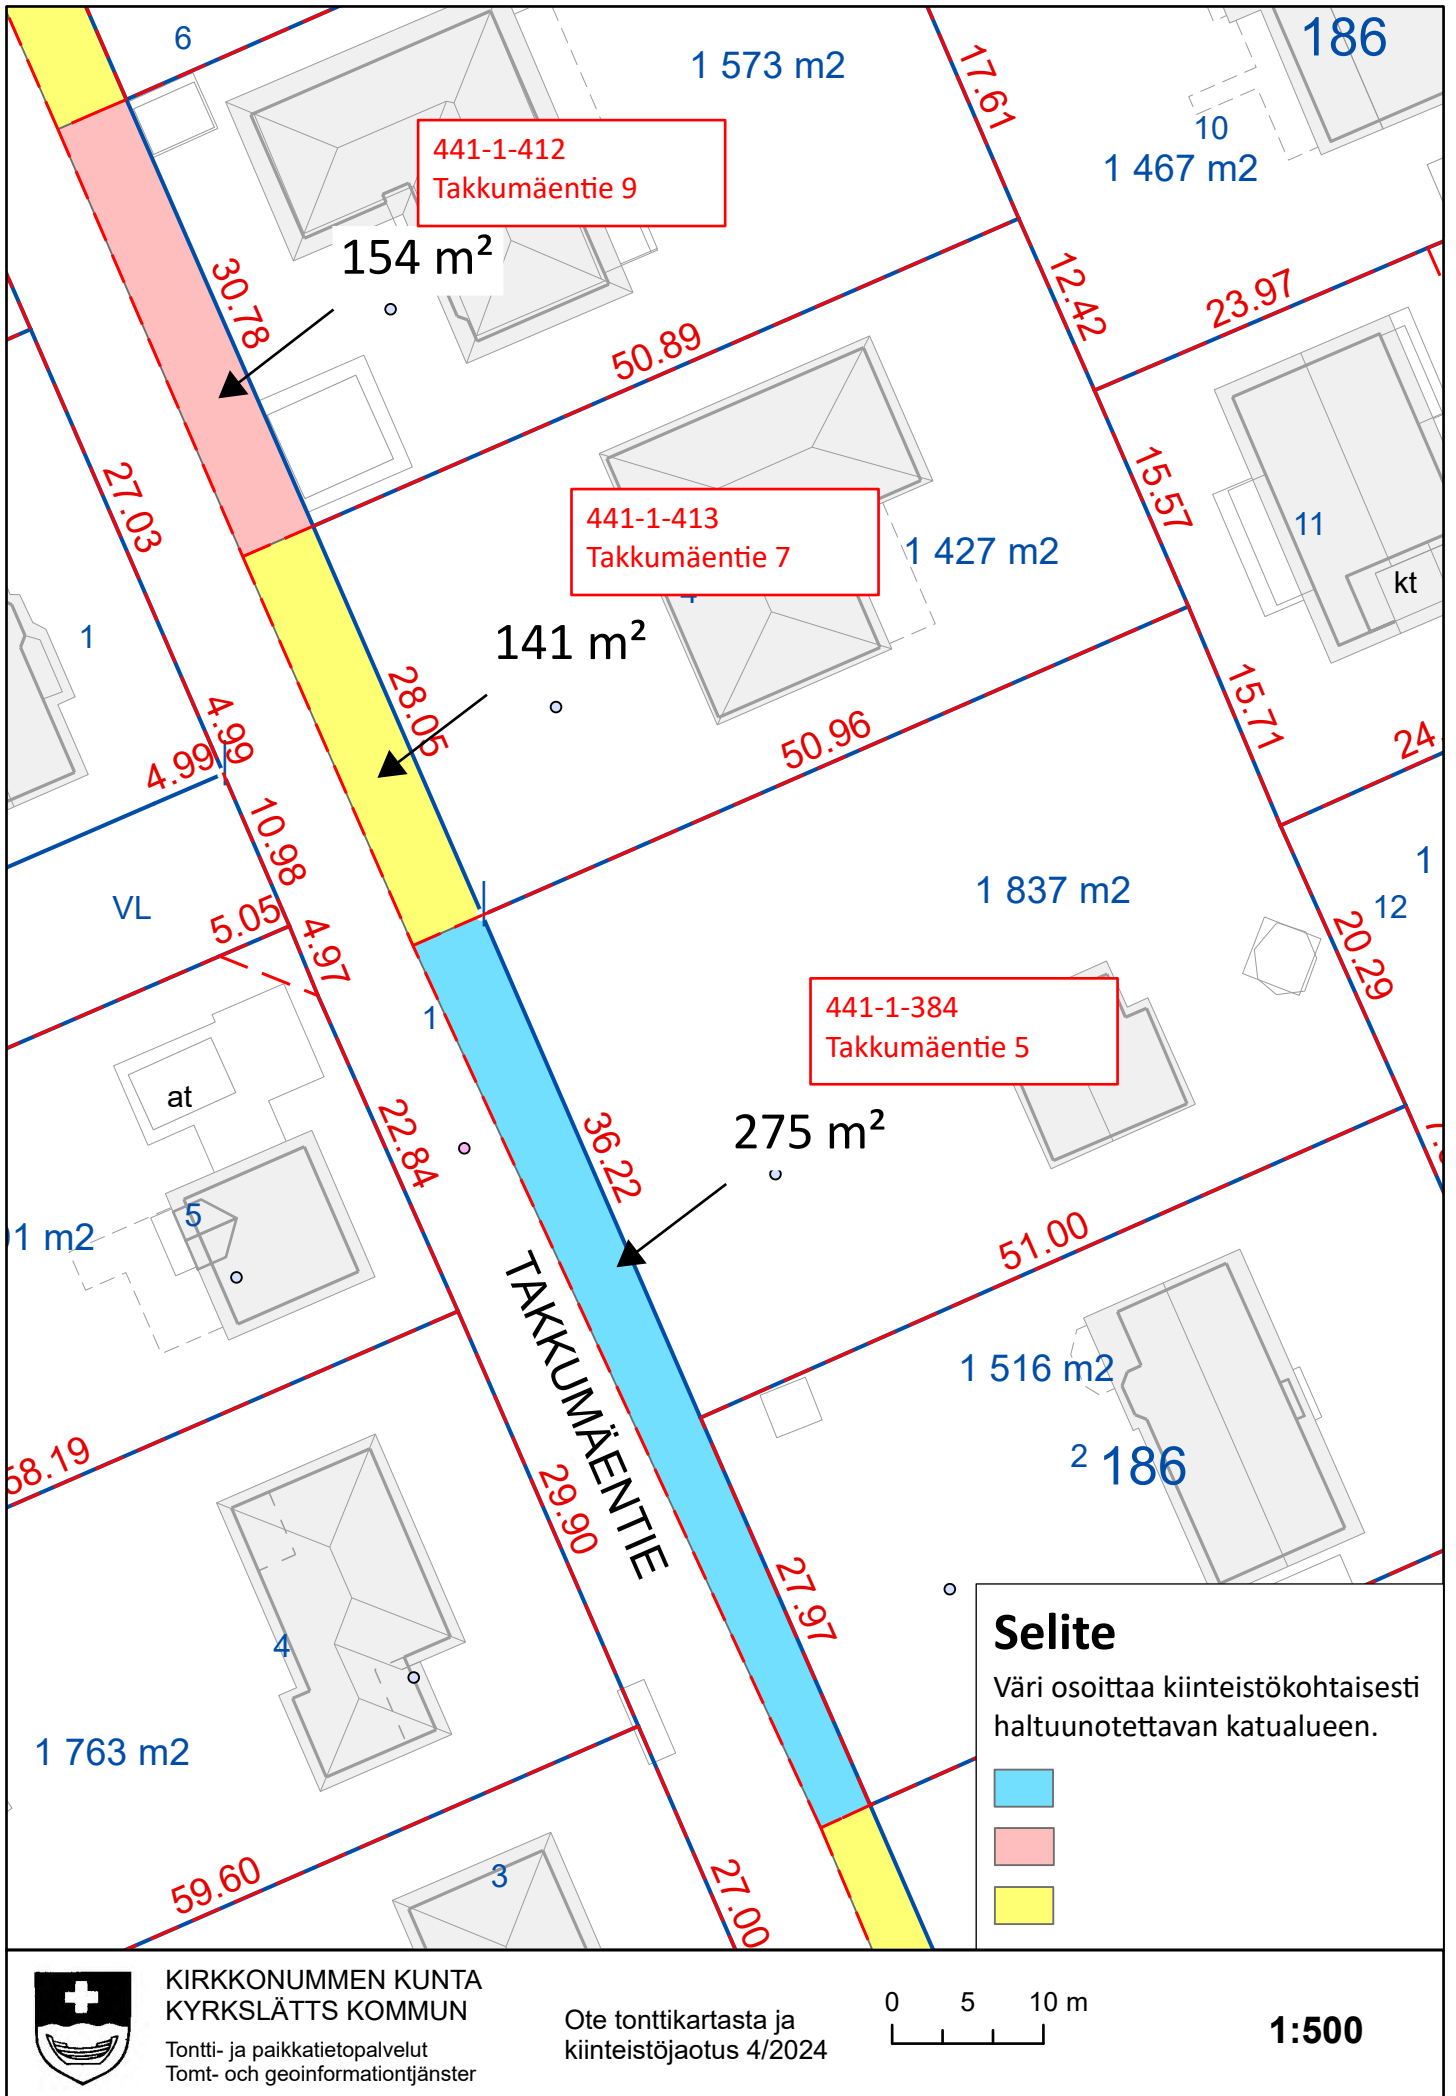 6
1 573 m2
186
17.61
10
1 467 m2
441-1-412
Takkumäentie 9
154 m²
30.78
12.42
23.97
50.89
27.03
15.57
441-1-413
Takkumäentie 7
1 427 m2
11
kt
1
141 m²
28.05
4.99
4.99
50.96
15.71
24.
10.98
1
VL
5.05
4.97
1 837 m2
12
20.29
1
441-1-384
Takkumäentie 5
at
22.84
36.22
275 m²
5
1 m2
51.00
TAKKUMÄENTIE
1 516 m2
2
186
58.19
29.90
27.97
4
1 763 m2
59.60
3
27.00
Selite
Väri osoittaa kiinteistökohtaisesti
haltuunotettavan katualueen.
KIRKKONUMMEN KUNTA
KYRKSLÄTTS KOMMUN
Tontti- ja paikkatietopalvelut
Tomt- och geoinformationtjänster
Ote tonttikartasta ja
kiinteistöjaotus 4/2024
0 5 10 m
1:500